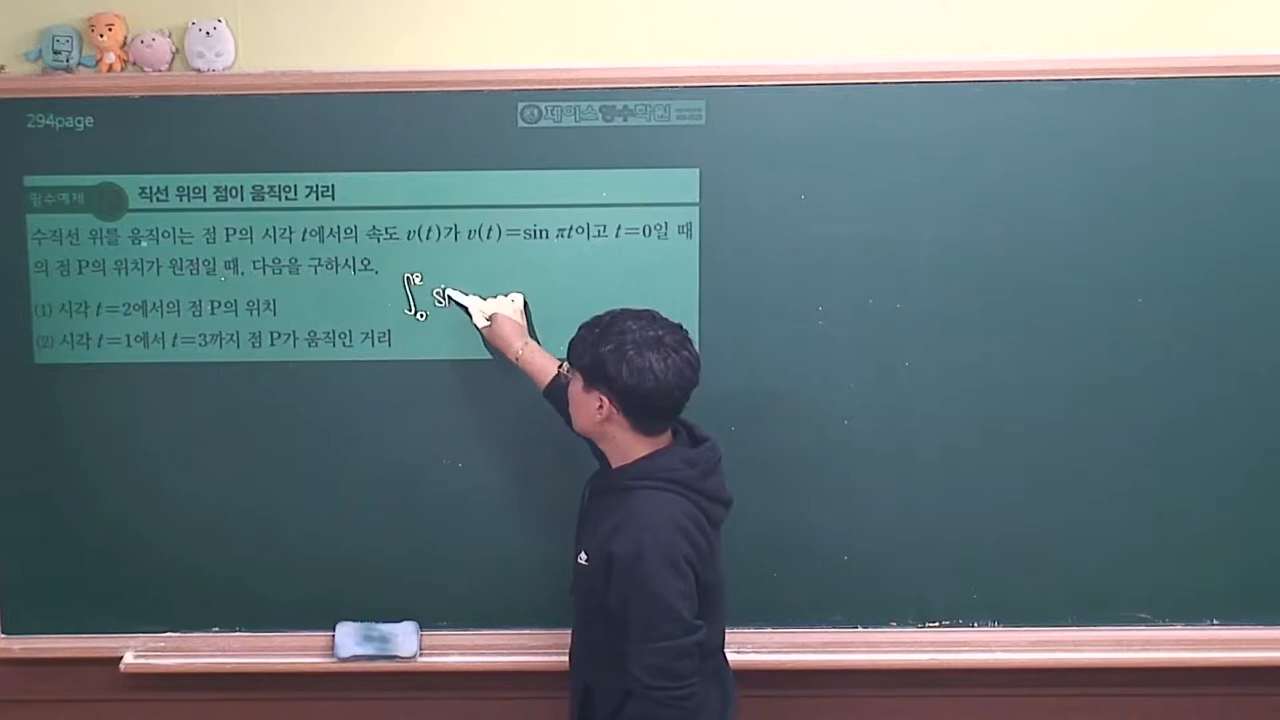 294page
제이스영수학원
필수예제
직선 위의 점이 움직인 거리
수직선 위를 움직이는 점 P의 시각 t에서의 속도 v(t)가 v(t)=sin πt이고 t=0일 때
의 점 P의 위치가 원점일 때, 다음을 구하시오.
∫₀² si
(1) 시각 t=2에서의 점 P의 위치
(2) 시각 t=1에서 t=3까지 점 P가 움직인 거리